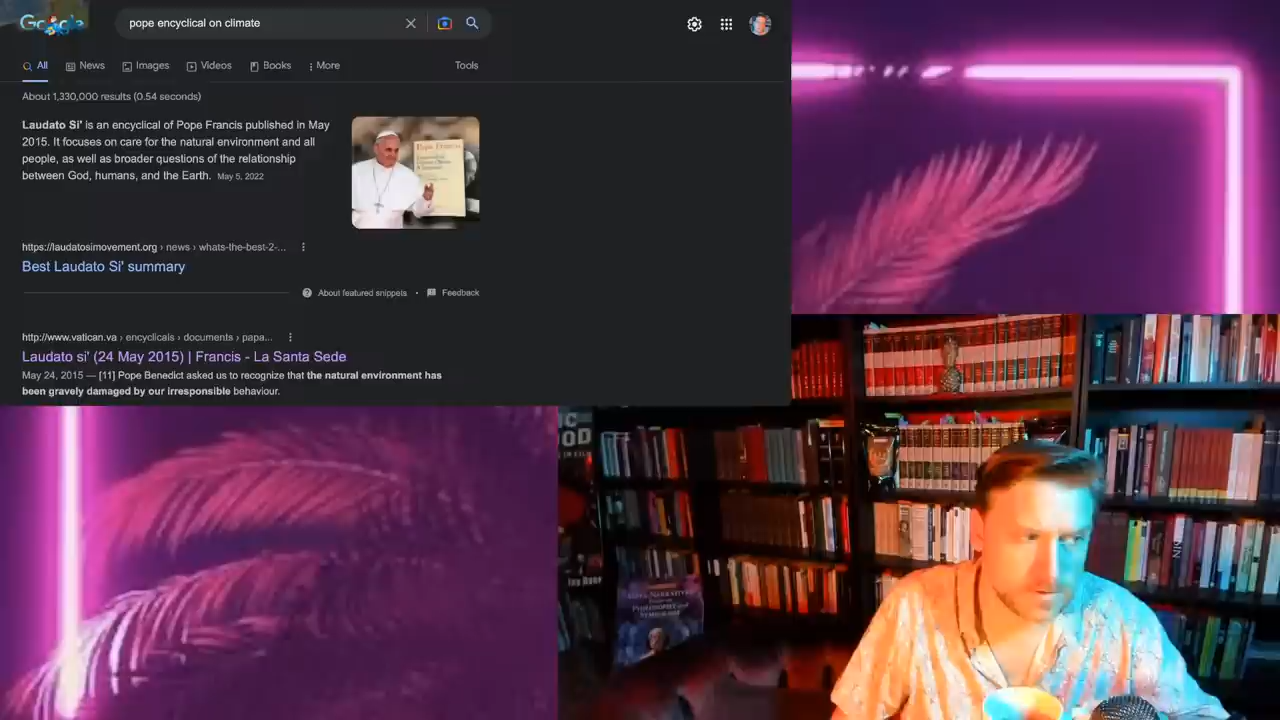 Google
pope encyclical on climate
All
News
Images
Videos
Books
More
Tools
About 1,330,000 results (0.54 seconds)
Laudato Si' is an encyclical of Pope Francis published in May
2015. It focuses on care for the natural environment and all
people, as well as broader questions of the relationship
between God, humans, and the Earth. May 5, 2022
Pope Francis
https://laudatosimovement.org › news › whats-the-best-2-...
Best Laudato Si' summary
About featured snippets • Feedback
http://www.vatican.va › encyclicals › documents › papa...
Laudato si' (24 May 2015) | Francis - La Santa Sede
May 24, 2015 — [11] Pope Benedict asked us to recognize that the natural environment has
been gravely damaged by our irresponsible behaviour.
PHILOSOPHY and